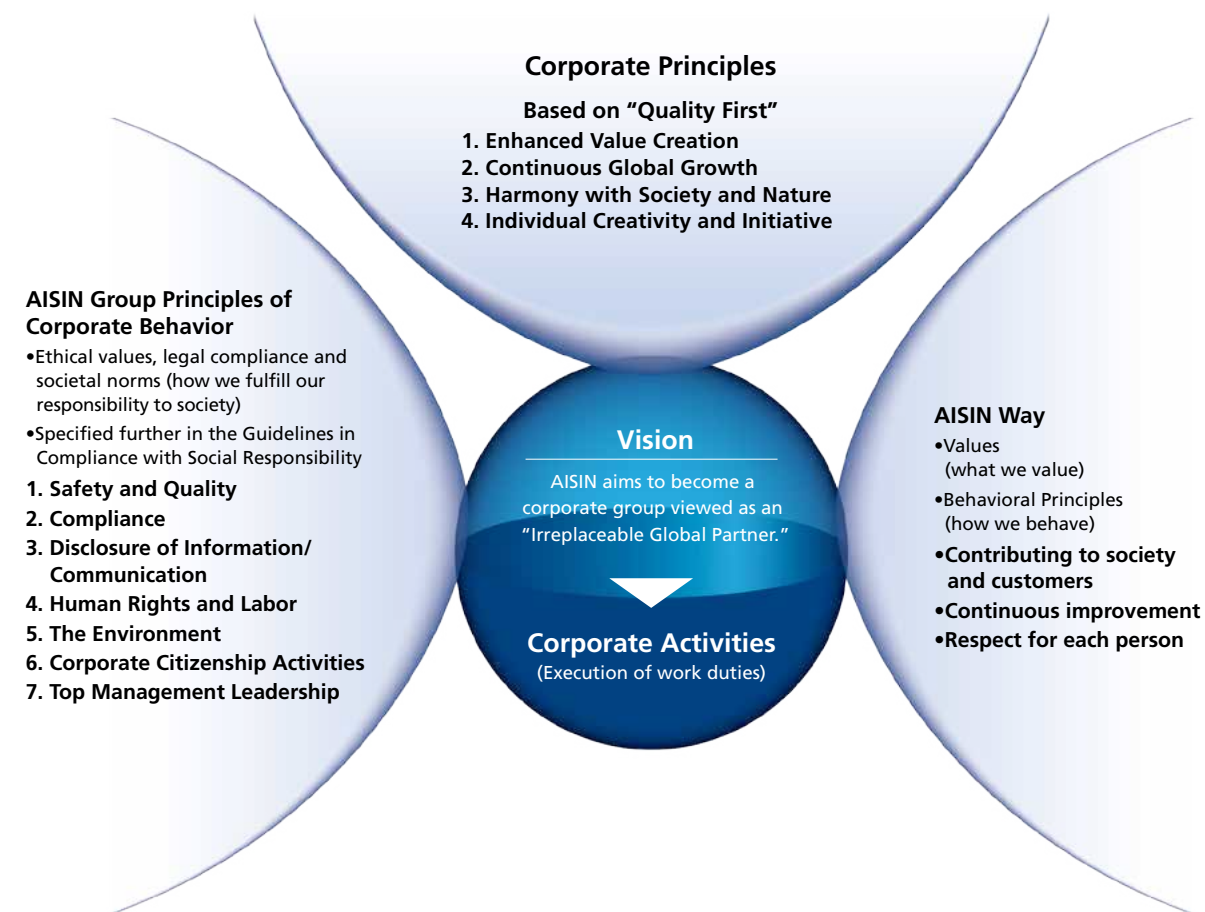 Corporate Principles
Based on “Quality First”
1. Enhanced Value Creation
2. Continuous Global Growth
3. Harmony with Society and Nature
4. Individual Creativity and Initiative
AISIN Group Principles of
Corporate Behavior
•Ethical values, legal compliance and
societal norms (how we fulfill our
responsibility to society)
•Specified further in the Guidelines in
Compliance with Social Responsibility
1. Safety and Quality
2. Compliance
3. Disclosure of Information/
Communication
4. Human Rights and Labor
5. The Environment
6. Corporate Citizenship Activities
7. Top Management Leadership
Vision
AISIN aims to become a
corporate group viewed as an
“Irreplaceable Global Partner.”
Corporate Activities
(Execution of work duties)
AISIN Way
•Values
(what we value)
•Behavioral Principles
(how we behave)
•Contributing to society
and customers
•Continuous improvement
•Respect for each person